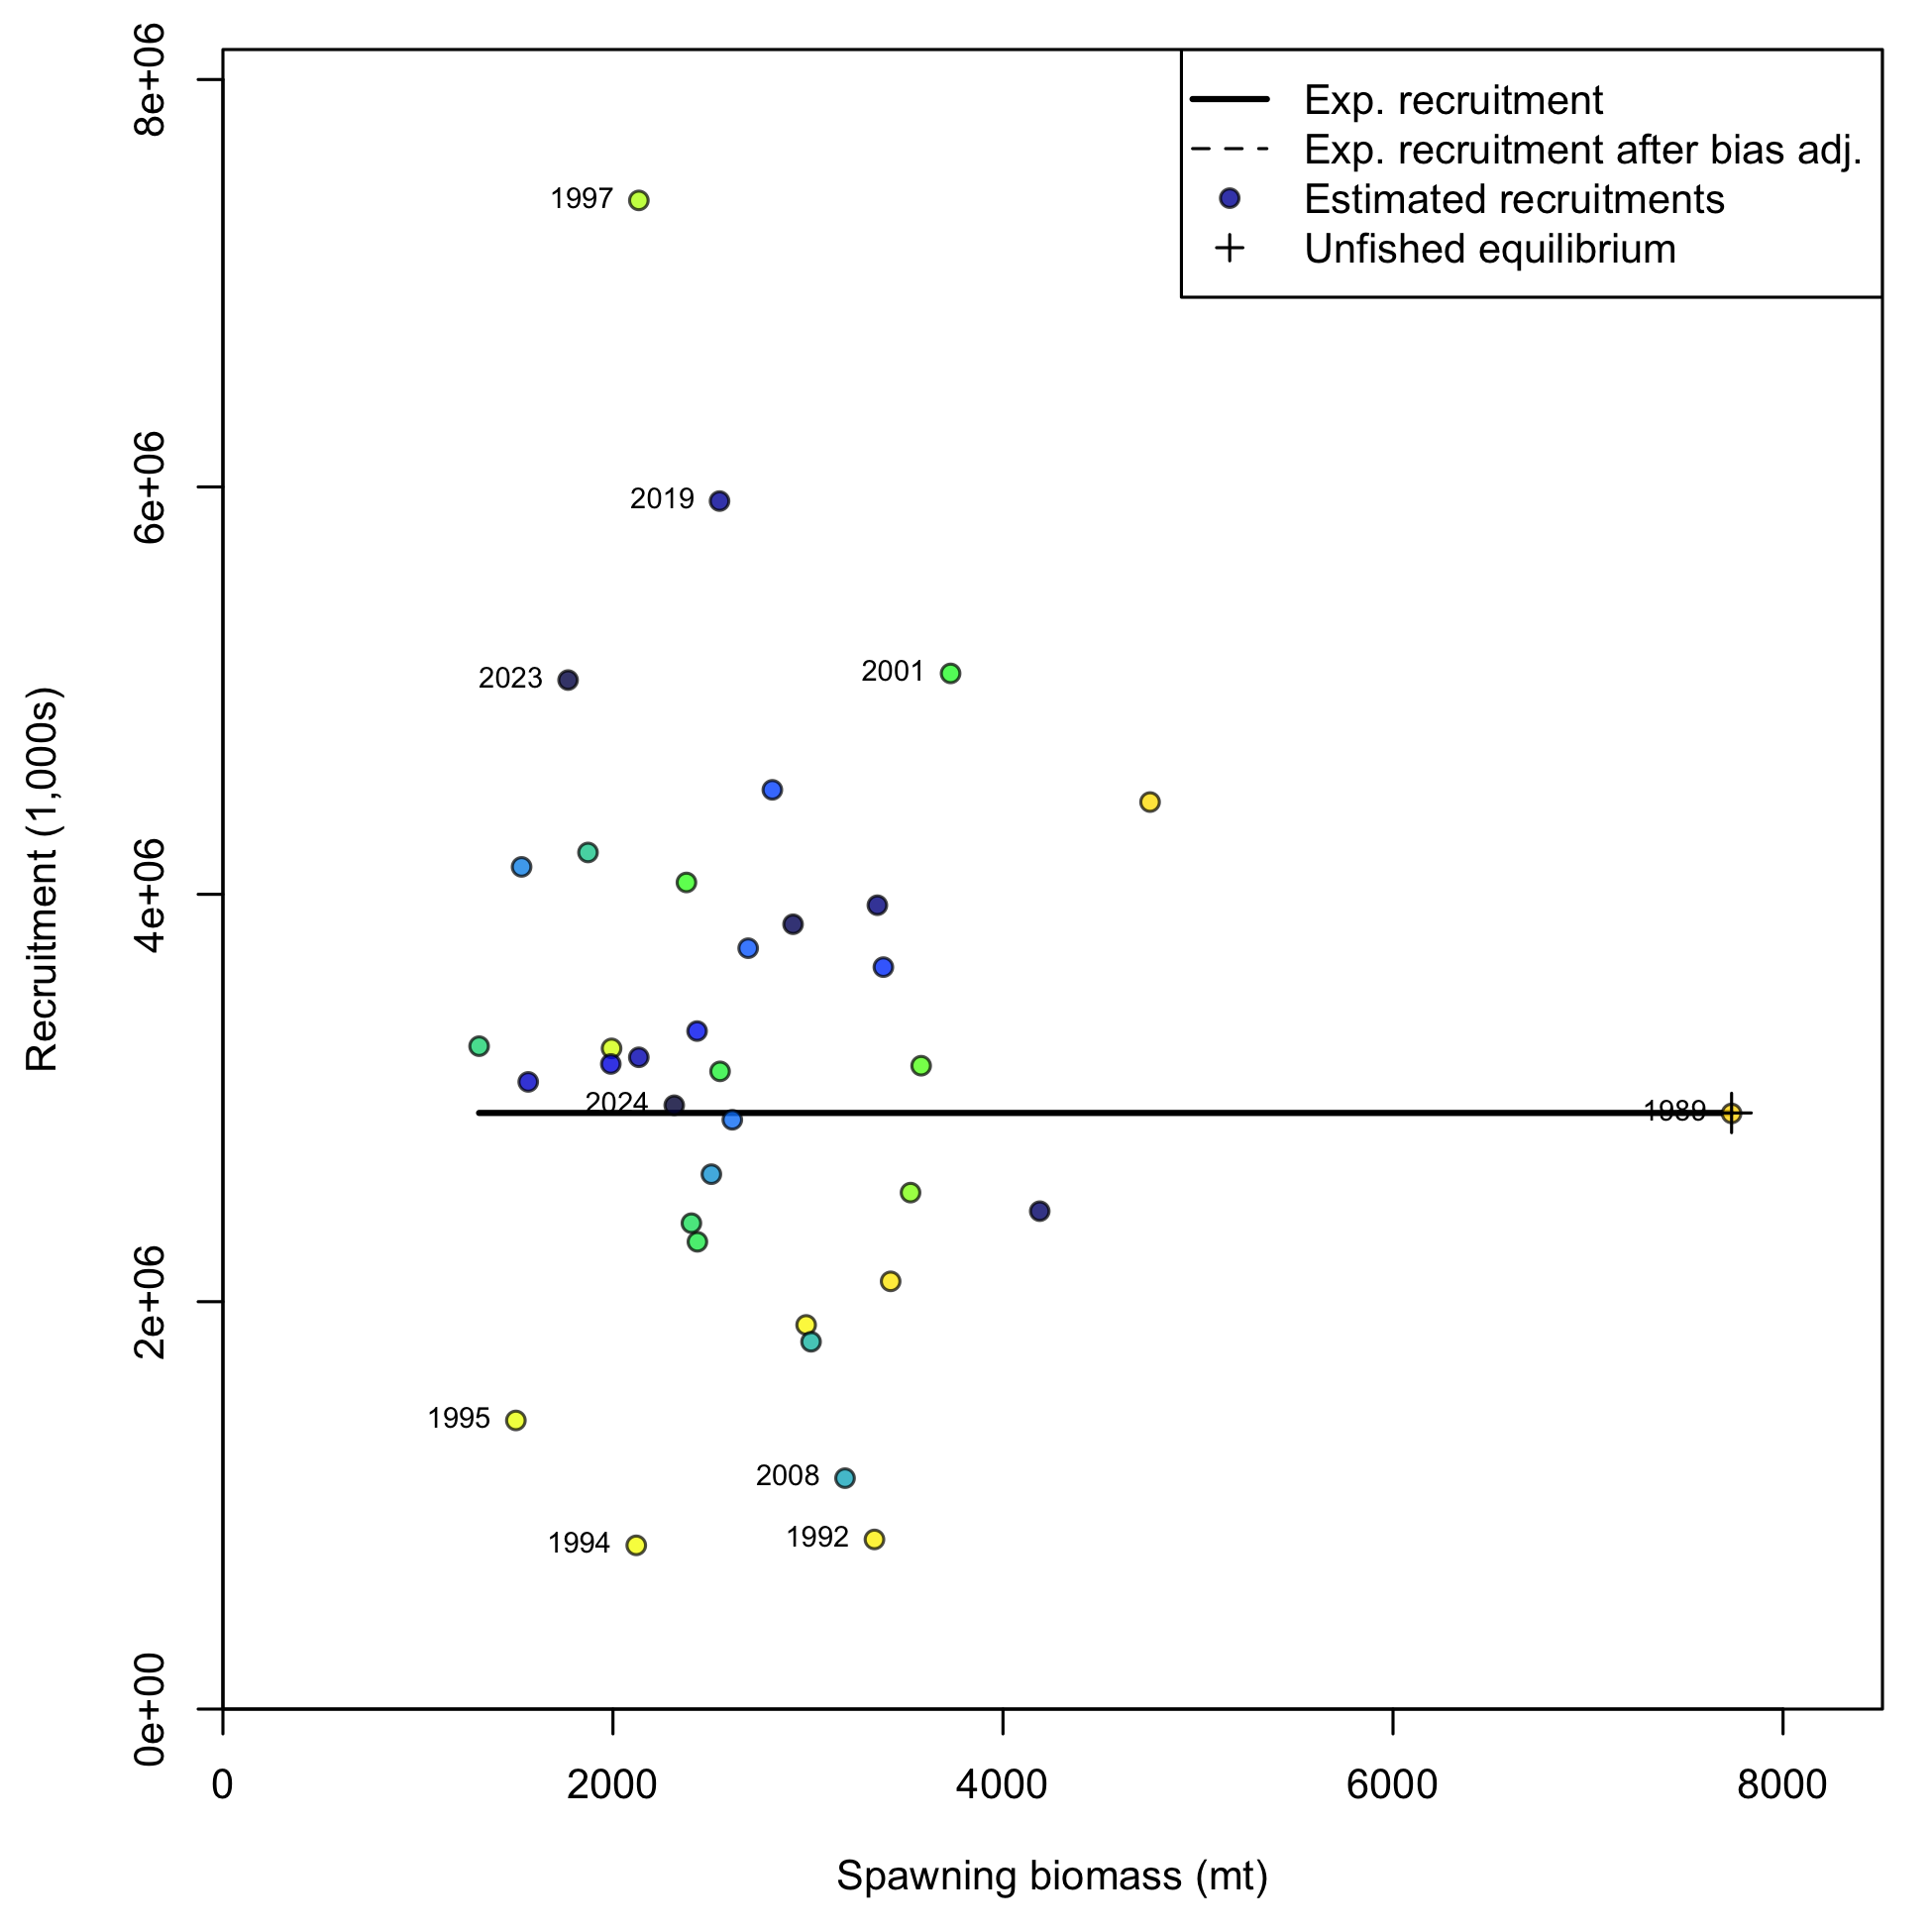 Exp. recruitment
Exp. recruitment after bias adj.
Estimated recruitments
Unfished equilibrium
8e+06
6e+06
4e+06
2e+06
0e+00
Recruitment (1,000s)
1997
2019
2023
2001
2024
1989
1995
2008
1994
1992
0
2000
4000
6000
8000
Spawning biomass (mt)